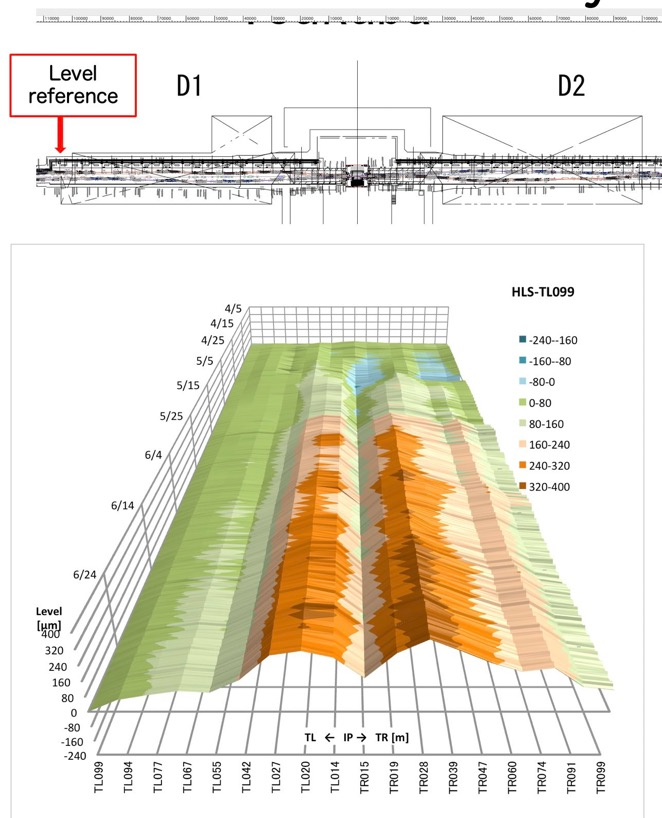 Level
reference
D1
D2
HLS-TL099
-240--160
-160--80
-80-0
0-80
80-160
160-240
240-320
320-400
4/5
4/15
4/25
5/5
5/15
5/25
6/4
6/14
6/24
Level
[μm]
400
320
240
160
80
0
-80
-160
-240
TL ← IP → TR [m]
TL099
TL094
TL077
TL067
TL055
TL042
TL027
TL020
TL014
TR015
TR019
TR028
TR039
TR047
TR060
TR074
TR091
TR099